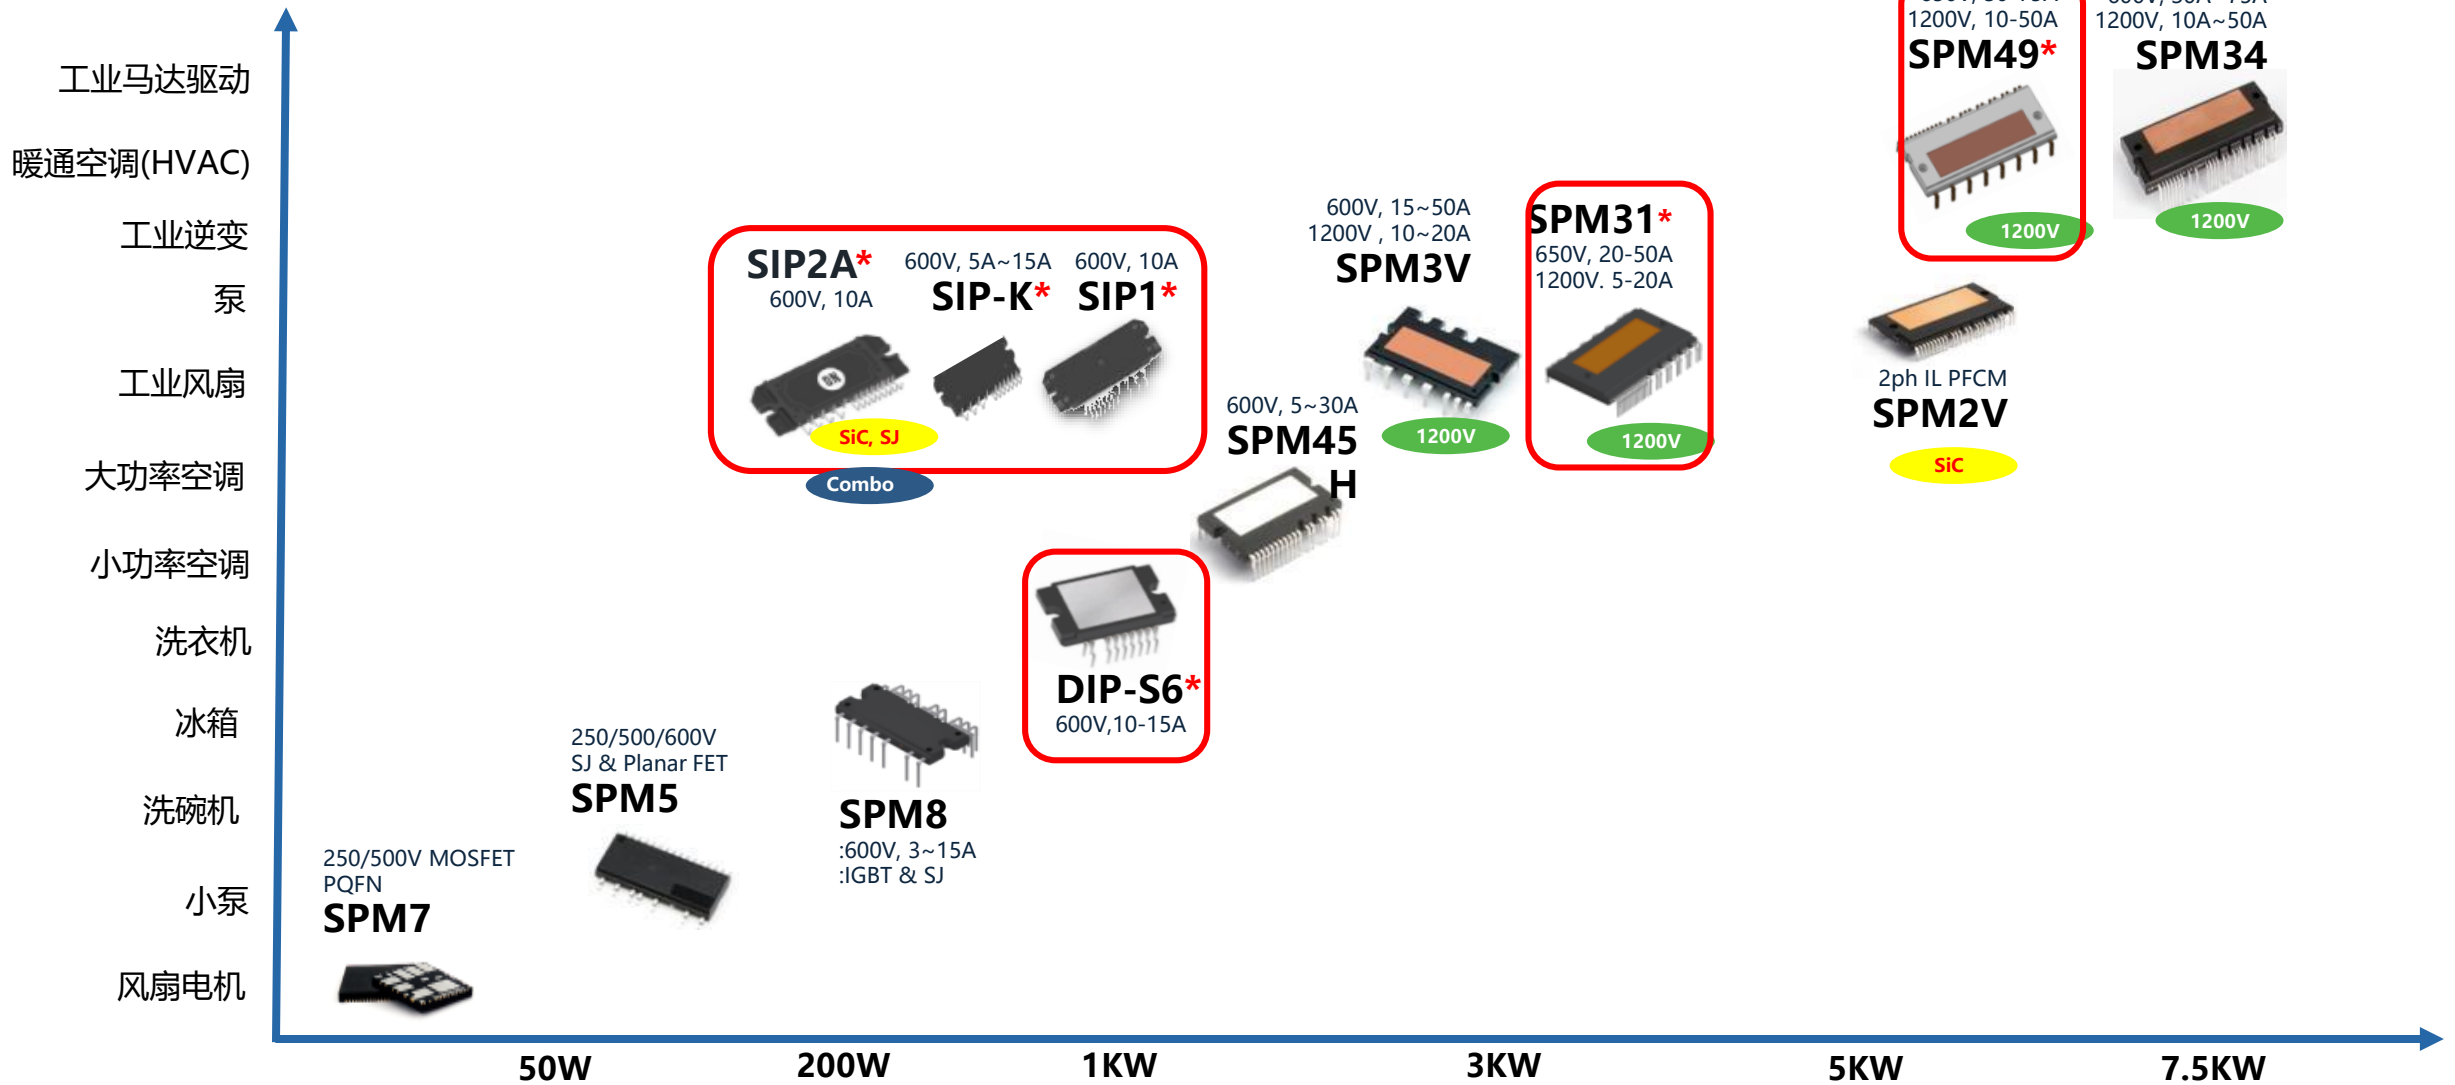 1200V, 10-50A
SPM49*
1200V, 10A~50A
SPM34
1200V
1200V
工业马达驱动
暖通空调(HVAC)
工业逆变
泵
工业风扇
大功率空调
小功率空调
洗衣机
冰箱
洗碗机
小泵
风扇电机
SIP2A*
600V, 10A
600V, 5A~15A
SIP-K*
600V, 10A
SIP1*
ON
SiC, SJ
Combo
600V, 15~50A
1200V , 10~20A
SPM3V
1200V
SPM31*
650V, 20-50A
1200V. 5-20A
1200V
600V, 5~30A
SPM45
H
2ph IL PFCM
SPM2V
SiC
DIP-S6*
600V,10-15A
250/500/600V
SJ & Planar FET
SPM5
SPM8
:600V, 3~15A
:IGBT & SJ
250/500V MOSFET
PQFN
SPM7
50W
200W
1KW
3KW
5KW
7.5KW